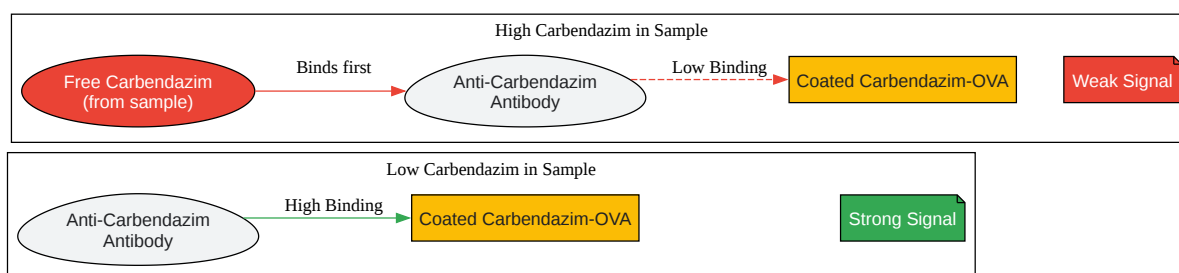 High Carbendazim in Sample
Free Carbendazim
(from sample)
Binds first
Anti-Carbendazim
Antibody
Low Binding
Coated Carbendazim-OVA
Weak Signal
Low Carbendazim in Sample
Anti-Carbendazim
Antibody
High Binding
Coated Carbendazim-OVA
Strong Signal